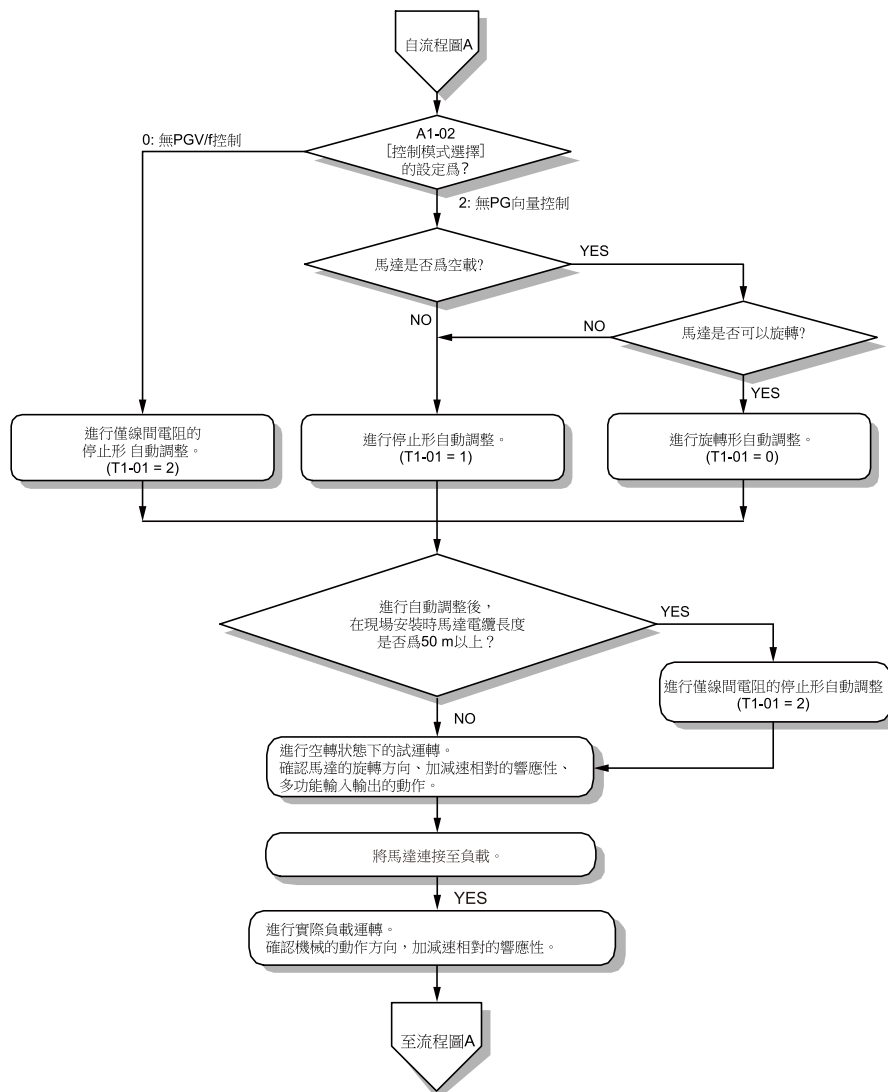 自流程圖A
0: 無PGV/f控制
A1-02
[控制模式選擇]
的設定爲?
2: 無PG向量控制
馬達是否爲空載?
YES
NO
NO
馬達是否可以旋轉?
YES
進行僅線間電阻的
停止形 自動調整。
(T1-01 = 2)
進行停止形自動調整。
(T1-01 = 1)
進行旋轉形自動調整。
(T1-01 = 0)
進行自動調整後，
在現場安裝時馬達電纜長度
是否爲50 m以上？
YES
進行僅線間電阻的停止形自動調整
(T1-01 = 2)
NO
進行空轉狀態下的試運轉。
確認馬達的旋轉方向、加減速相對的響應性、
多功能輸入輸出的動作。
將馬達連接至負載。
YES
進行實際負載運轉。
確認機械的動作方向，加減速相對的響應性。
至流程圖A